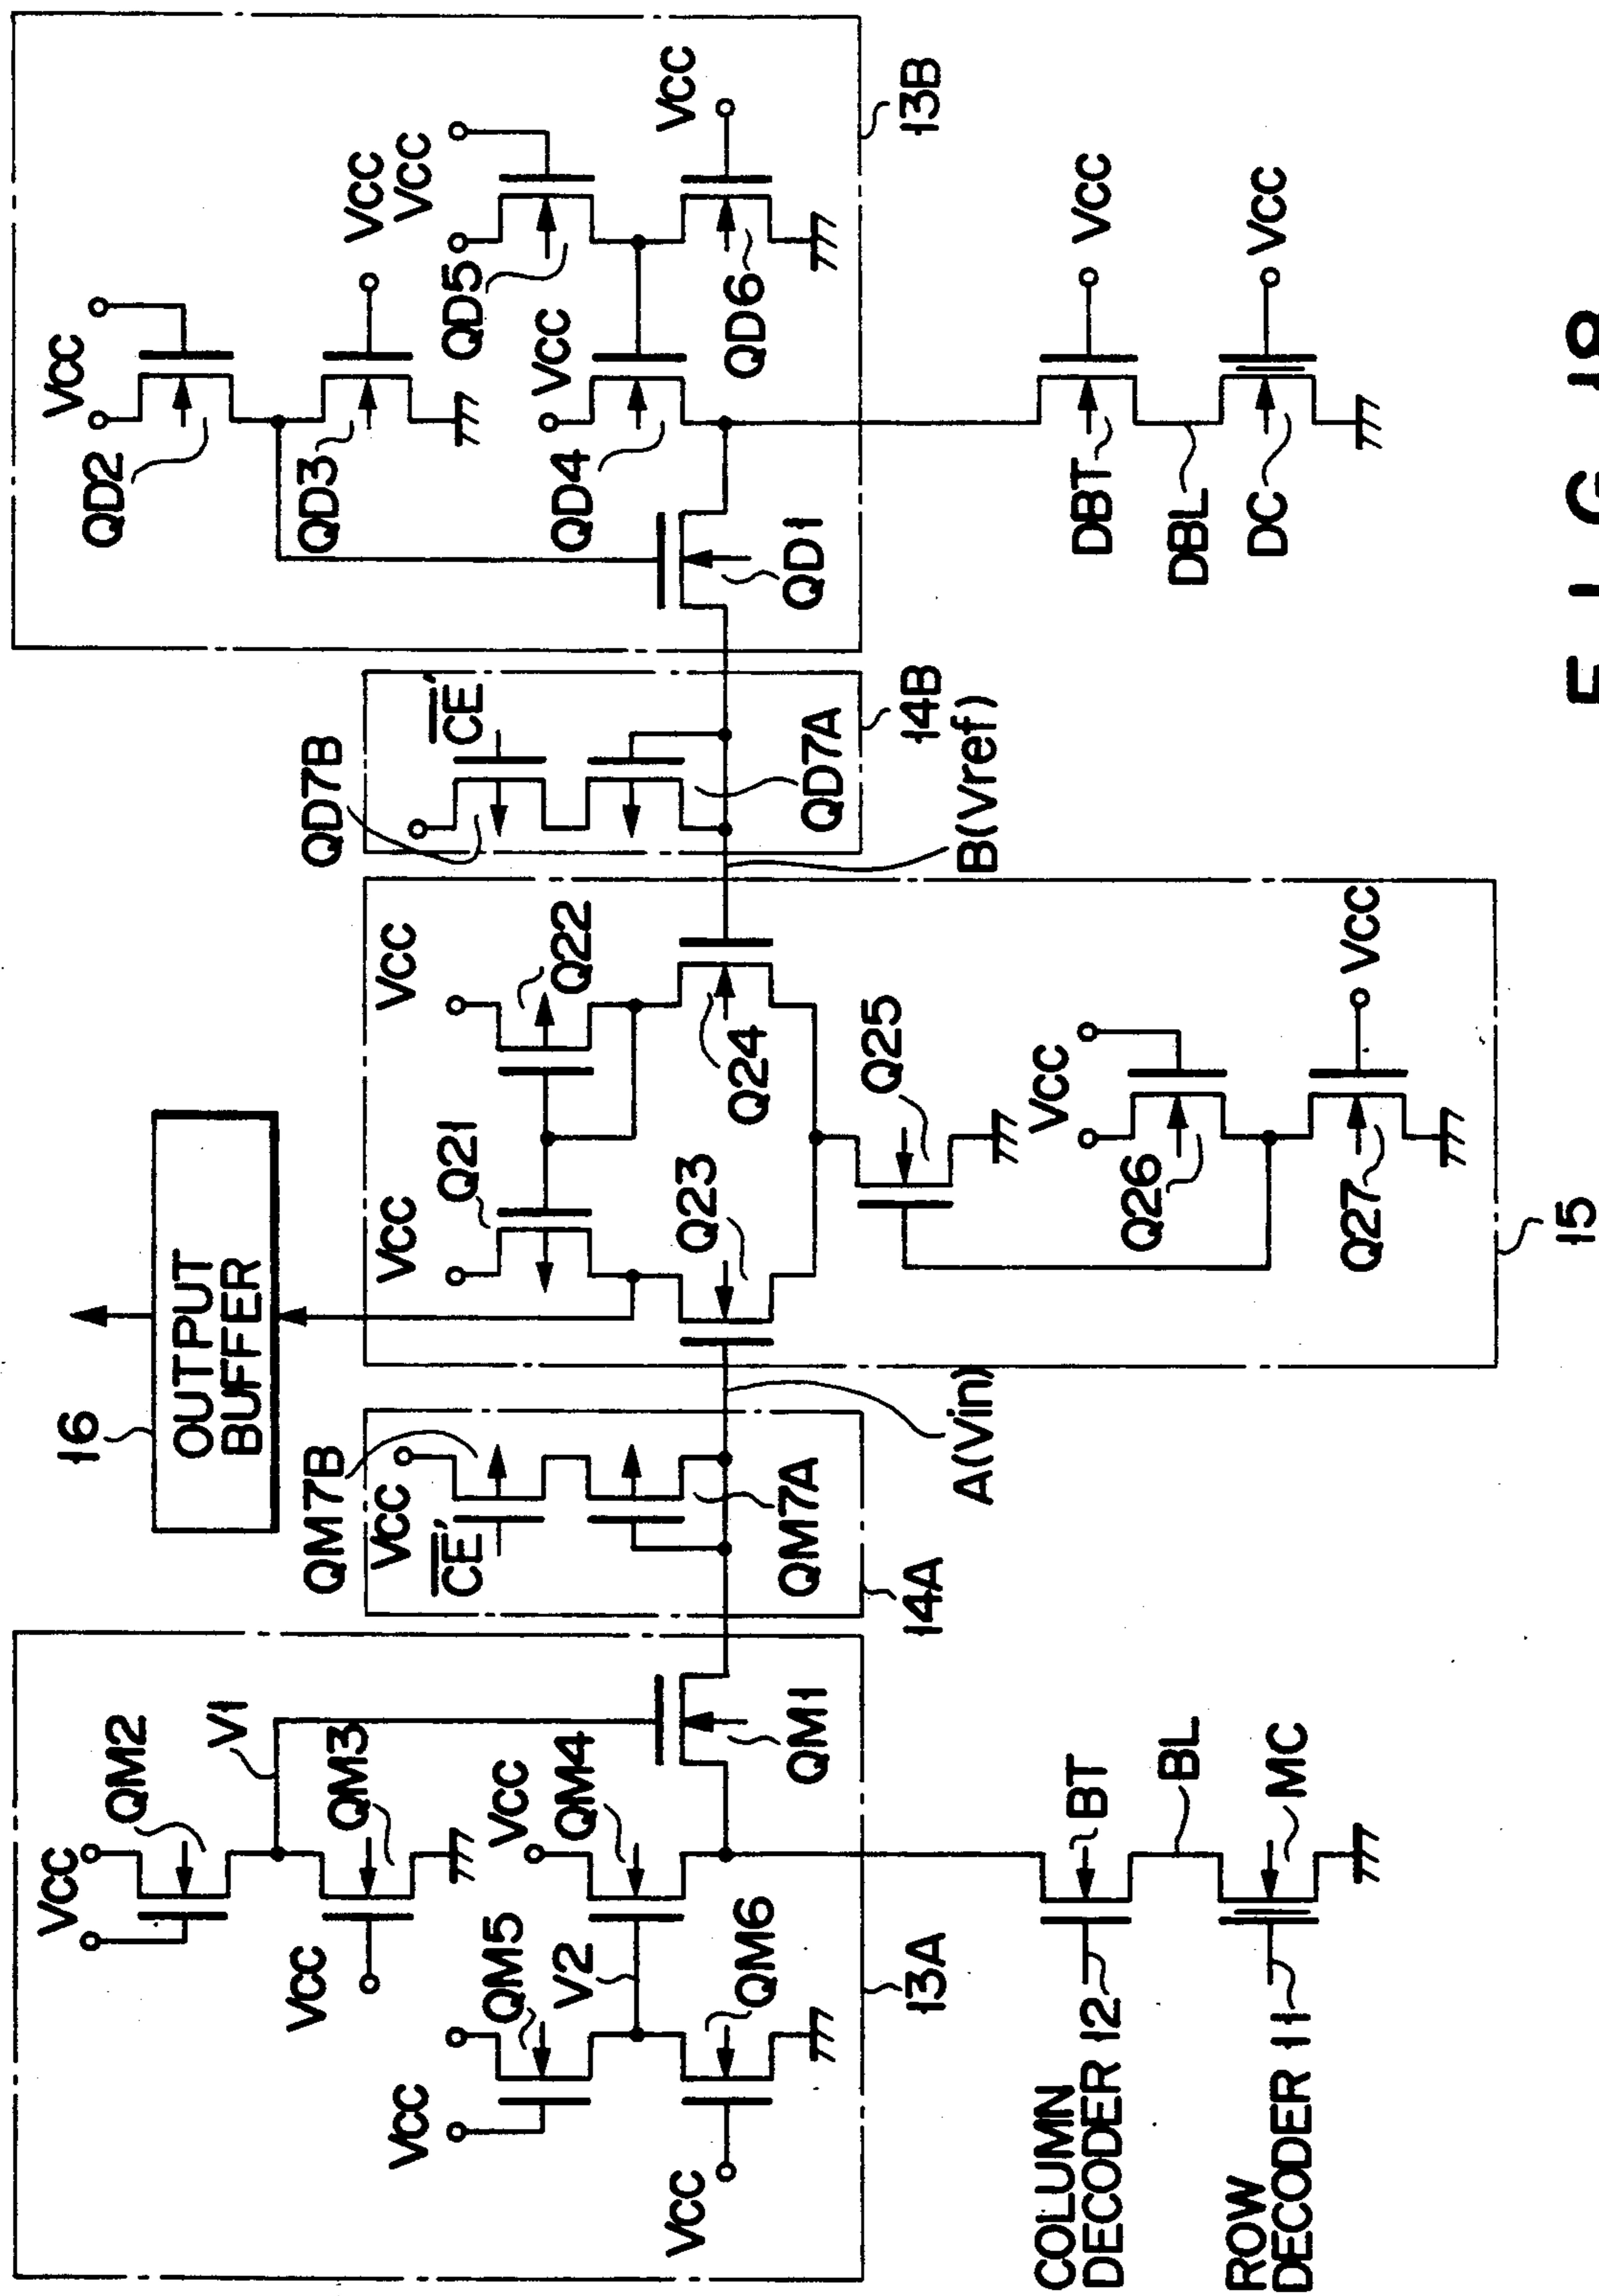 VCC
QM2
V1
VCC
QM3
VCC
QM4
QM5
V2
VCC
QM6
VCC
QM1
13A
COLUMN
DECODER 12
BT
BL
ROW
DECODER 11
MC
16
OUTPUT
BUFFER
QM7B
VCC
CE'
QM7A
14A
A(Vin)
VCC
Q21
VCC
Q22
Q23
Q24
Q25
VCC
Q26
VCC
Q27
15
QD7B
CE'
QD7A
14B
B(Vref)
VCC
QD2
QD3
VCC
VCC
QD5
VCC
QD4
VCC
QD6
QD1
13B
DBT
VCC
DBL
DC
VCC